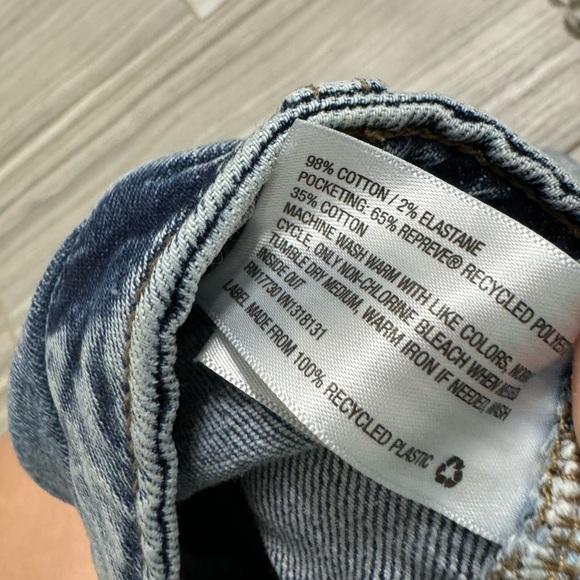 98% COTTON / 2% ELASTANE
POCKETING: 65% REPREVE® RECYCLED
35% COTTON
MACHINE WASH WARM WITH LIKE COLORS,
CYCLE, ONLY NON-CHLORINE BLEACH WHEN
TUMBLE DRY MEDIUM, WARM IRON IF NEEDED,
INSIDE OUT
RN17730 VN1318131
LABEL MADE FROM 100% RECYCLED PLASTIC